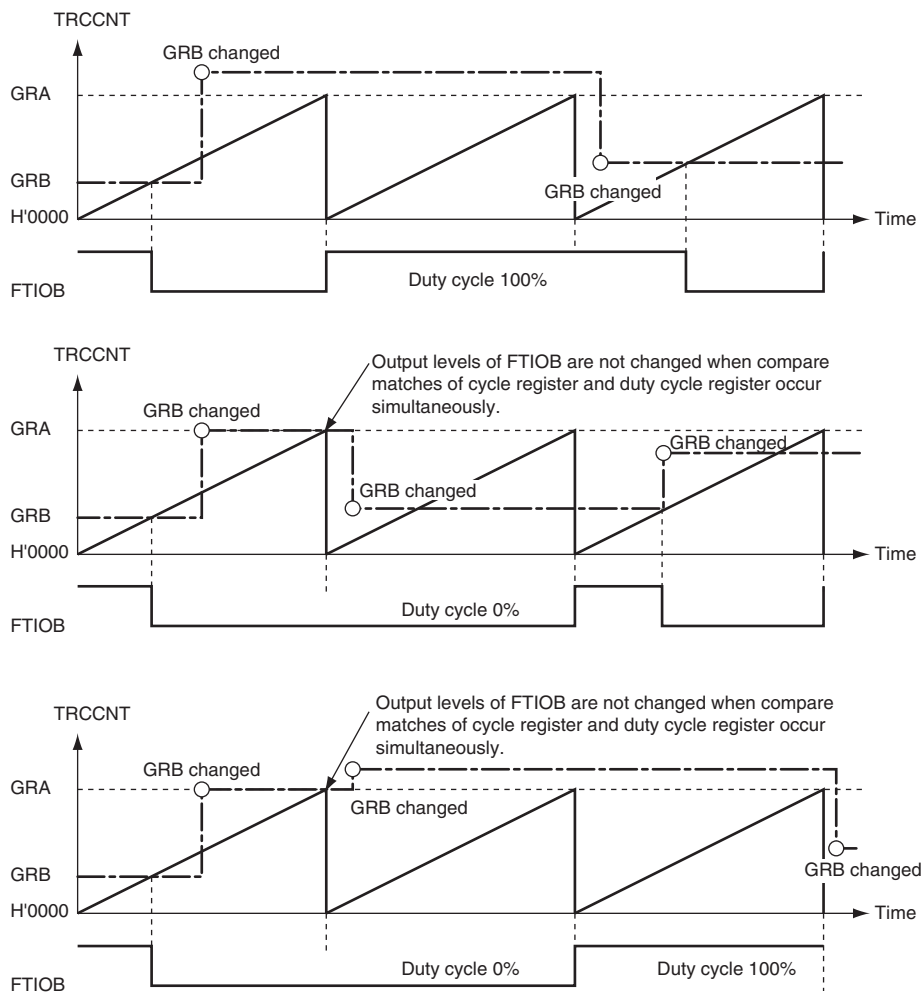 TRCCNT
GRB changed
GRA
GRB
GRB changed
H'0000
Time
FTIOB
Duty cycle 100%
TRCCNT
Output levels of FTIOB are not changed when compare
matches of cycle register and duty cycle register occur
simultaneously.
GRB changed
GRA
GRB changed
GRB changed
GRB
H'0000
Time
FTIOB
Duty cycle 0%
TRCCNT
Output levels of FTIOB are not changed when compare
matches of cycle register and duty cycle register occur
simultaneously.
GRB changed
GRA
GRB changed
GRB
GRB changed
H'0000
Time
FTIOB
Duty cycle 0%
Duty cycle 100%